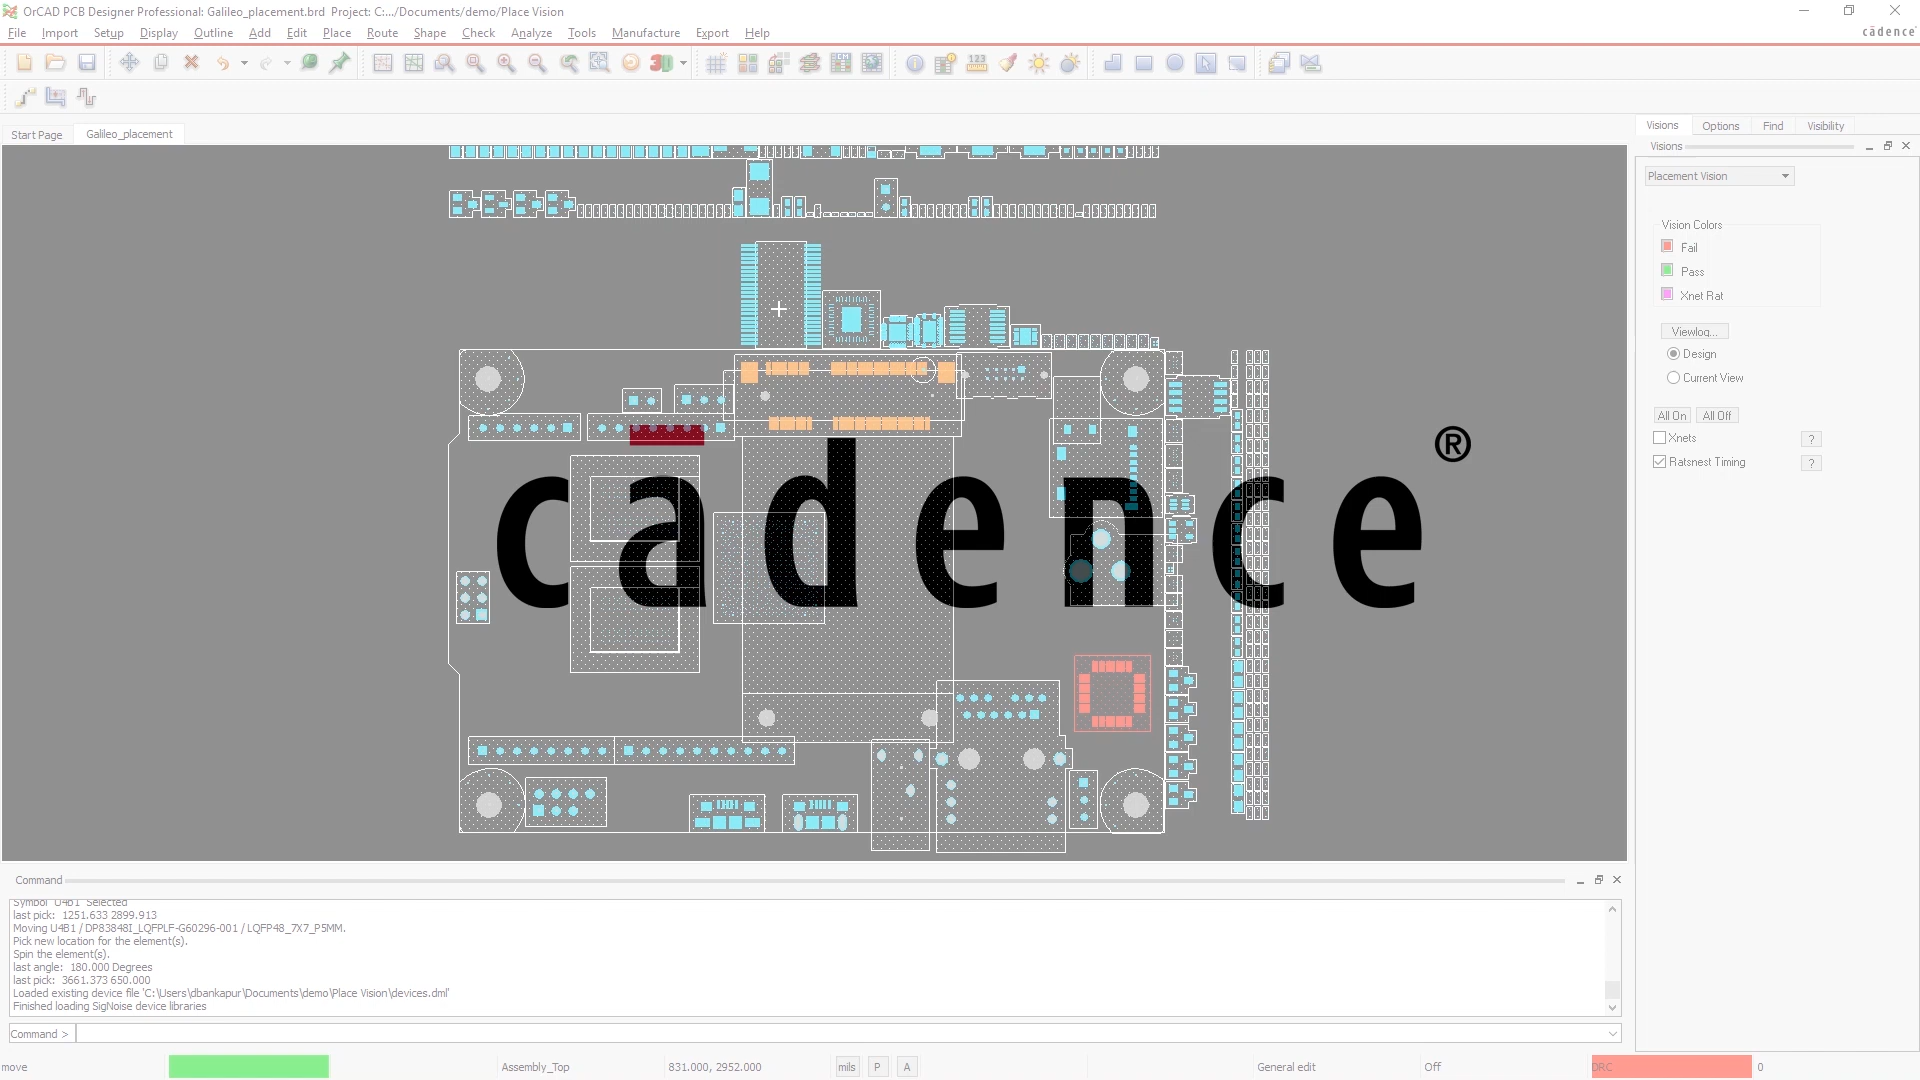 OrCAD PCB Designer Professional: Galileo_placement.brd  Project: C:.../Documents/demo/Place Vision
File Import Setup Display Outline Add Edit Place Route Shape Check Analyze Tools Manufacture Export Help
cādence
3D
123
Start Page Galileo_placement
Visions Options Find Visibility
Visions
Placement Vision
Vision Colors
Fail
Pass
Xnet Rat
Viewlog...
Design
Current View
All On All Off
Xnets ?
Ratsnest Timing ?
cadence®
Command
Symbol 'U4B1' Selected
last pick:  1251.633 2899.913
Moving U4B1 / DP83848I_LQFPLF-G60296-001 / LQFP48_7X7_P5MM.
Pick new location for the element(s).
Spin the element(s).
last angle:  180.000 Degrees
last pick:  3661.373 650.000
Loaded existing device file 'C:\Users\dbankapur\Documents\demo\Place Vision\devices.dml'
Finished loading SigNoise device libraries
Command >
move Assembly_Top 831.000, 2952.000 mils P A General edit Off DRC 0